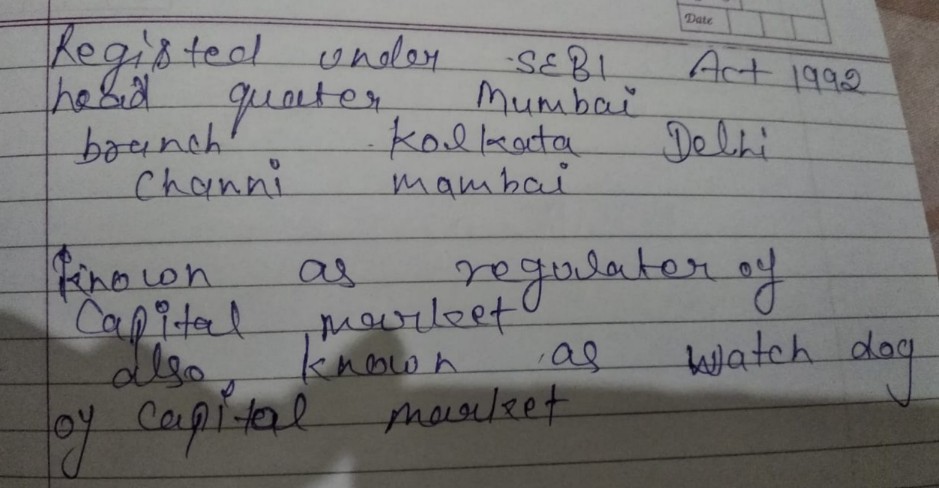 Date
Registed under SEBI Act 1992
head quater Mumbai
branch Kolkata Delhi
Channi Mambai
Known as regulator of
Capital market
also known as watch dog
of capital market